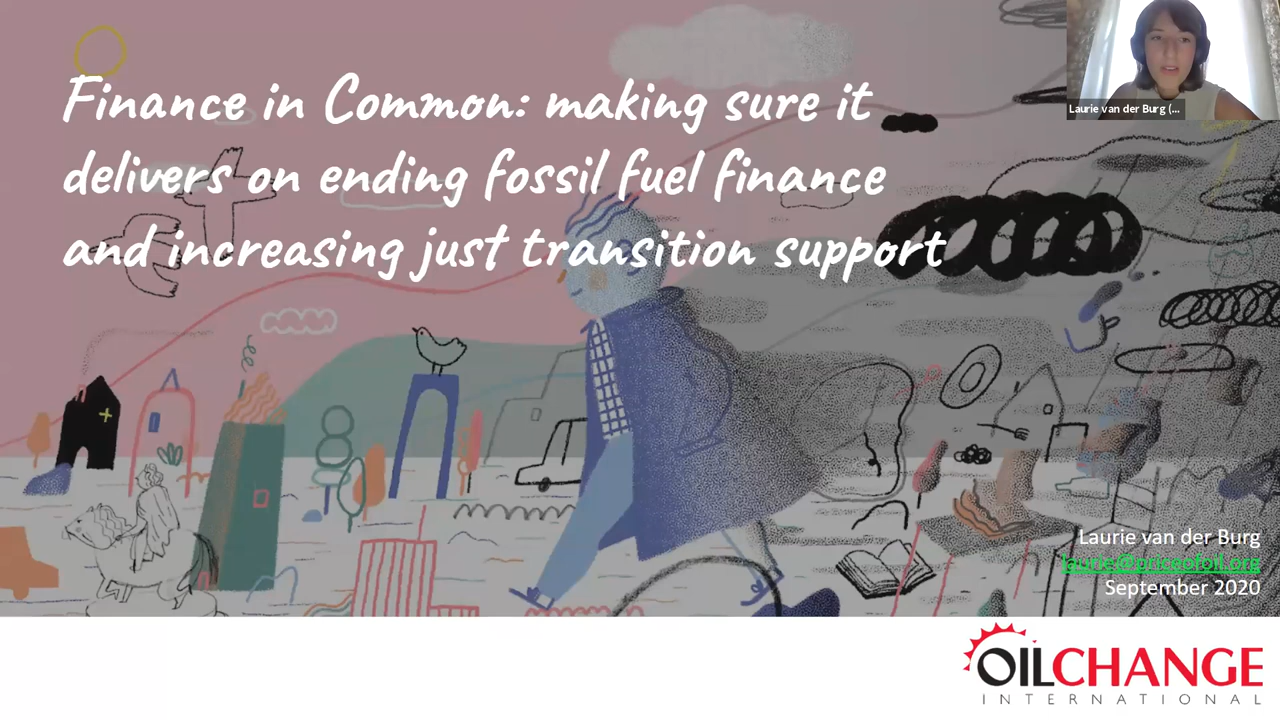 Finance in Common: making sure it
delivers on ending fossil fuel finance
and increasing just transition support
Laurie van der Burg (...
Laurie van der Burg
laurie@priceofoil.org
September 2020
OILCHANGE
INTERNATIONAL